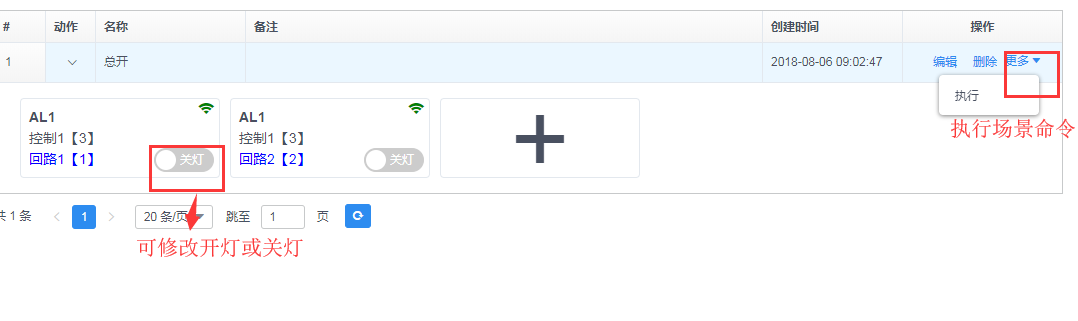 # 动作 名称 备注 创建时间 操作
1 总开 2018-08-06 09:02:47 编辑 删除 更多
执行
执行场景命令
AL1
控制1【3】
回路1【1】 关灯
AL1
控制1【3】
回路2【2】 关灯
共 1 条 1 20 条/页 跳至 1 页
可修改开灯或关灯